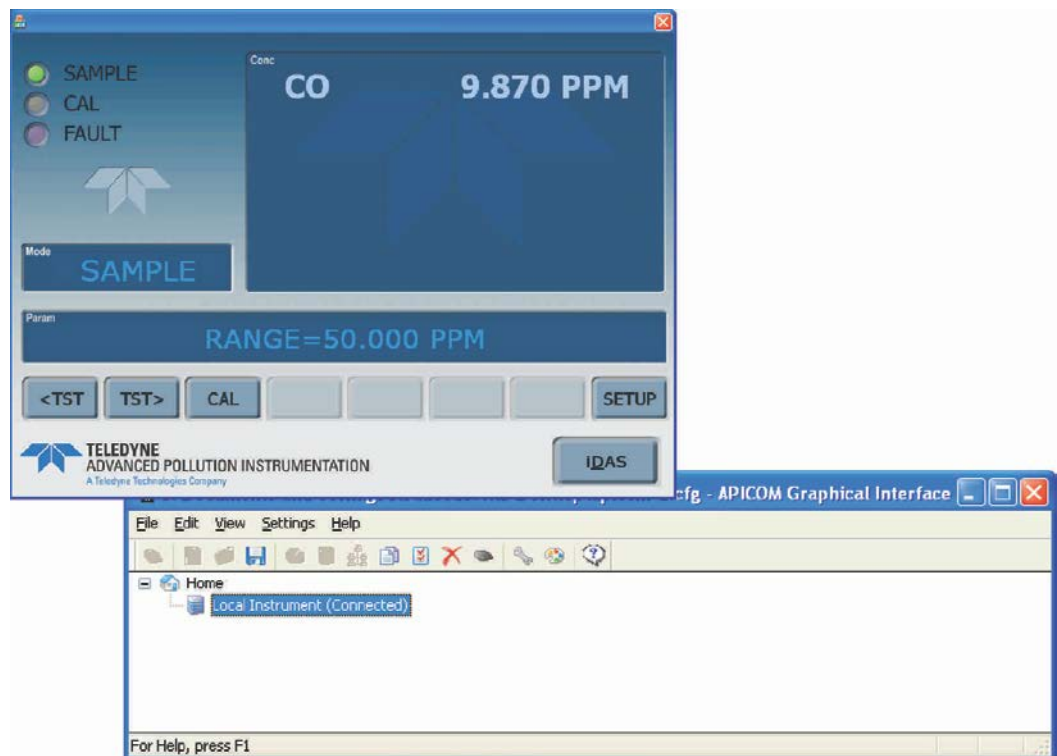 SAMPLE
CAL
FAULT
Conc
CO 9.870 PPM
Mode
SAMPLE
Param
RANGE=50.000 PPM
<TST TST> CAL SETUP
TELEDYNE
ADVANCED POLLUTION INSTRUMENTATION
A Teledyne Technologies Company
iDAS
cfg - APICOM Graphical Interface
File Edit View Settings Help
Home
Local Instrument (Connected)
For Help, press F1